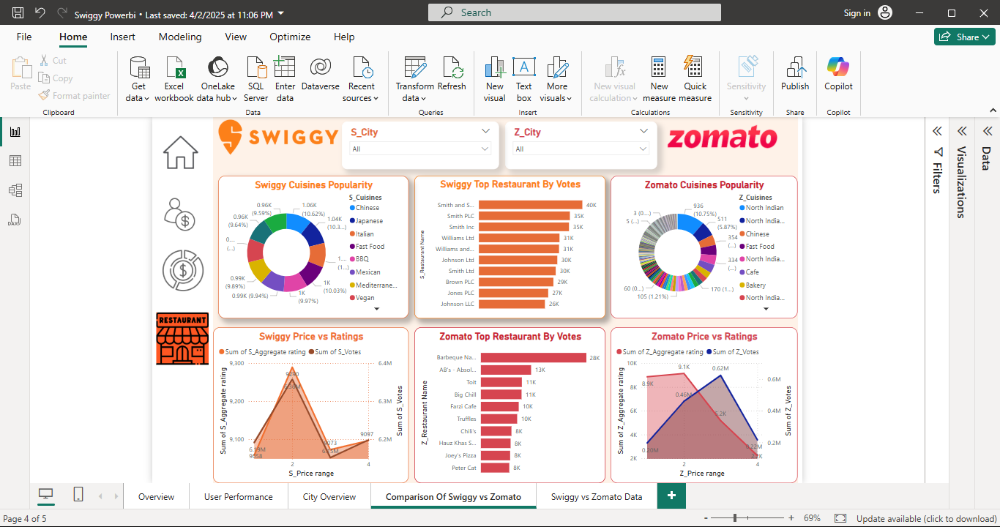 Swiggy Powerbi • Last saved: 4/2/2025 at 11:06 PM
Search
Sign in
File Home Insert Modeling View Optimize Help
Share
Paste
Cut
Copy
Format painter
Clipboard
Get data
Excel workbook
OneLake data hub
SQL Server
Enter data
Dataverse
Recent sources
Data
Transform data
Refresh
Queries
New visual
Text box
More visuals
Insert
New visual calculation
New measure
Quick measure
Calculations
Sensitivity
Sensitivity
Publish
Share
Copilot
Copilot
DAX
SWIGGY
S_City
All
Z_City
All
zomato
RESTAURANT
Swiggy Cuisines Popularity
0.96K (9.59%)
1.06K (10.62%)
0.96K (9.64%)
1.04K (10.3...)
0... (...)
1... (1...)
0.99K (9.89%)
1K (10.03%)
0.99K (9.94%)
1K (9.97%)
S_Cuisines
Chinese
Japanese
Italian
Fast Food
BBQ
Mexican
Mediterrane...
Vegan
Swiggy Top Restaurant By Votes
S_Restaurant Name
Smith and S... 40K
Smith PLC 35K
Smith Inc 35K
Williams Ltd 31K
Williams and... 31K
Johnson Ltd 30K
Smith Ltd 30K
Brown PLC 29K
Jones PLC 27K
Johnson LLC 26K
Zomato Cuisines Popularity
3 (0...)
936 (10.75%)
5 (...)
511 (5.87%)
354 (...)
334 (...)
60 (0...)
170 (1...)
105 (1.21%)
Z_Cuisines
North Indian
North India...
Chinese
Fast Food
North India...
Cafe
Bakery
North India...
Swiggy Price vs Ratings
Sum of S_Aggregate rating Sum of S_Votes
Sum of S_Aggregate rating
9,300
9,200
9,100
9290
6.19M
9058
9073
9097
6.4M
6.3M
6.2M
Sum of S_Votes
2 4
S_Price range
Zomato Top Restaurant By Votes
Z_Restaurant Name
Barbeque Na... 28K
AB's - Absol... 13K
Toit 11K
Big Chill 11K
Farzi Cafe 10K
Truffles 10K
Chili's 8K
Hauz Khas S... 8K
Joey's Pizza 8K
Peter Cat 8K
Zomato Price vs Ratings
Sum of Z_Aggregate rating Sum of Z_Votes
Sum of Z_Aggregate rating
10K
8K
6K
4K
2K
8.9K
9.1K
0.62M
0.46M
5.2K
0.20M
0.22M
0.6M
0.4M
0.2M
Sum of Z_Votes
2 4
Z_Price range
Filters
Visualizations
Data
Overview
User Performance
City Overview
Comparison Of Swiggy vs Zomato
Swiggy vs Zomato Data
+
Page 4 of 5
- + 69%
Update available (click to download)